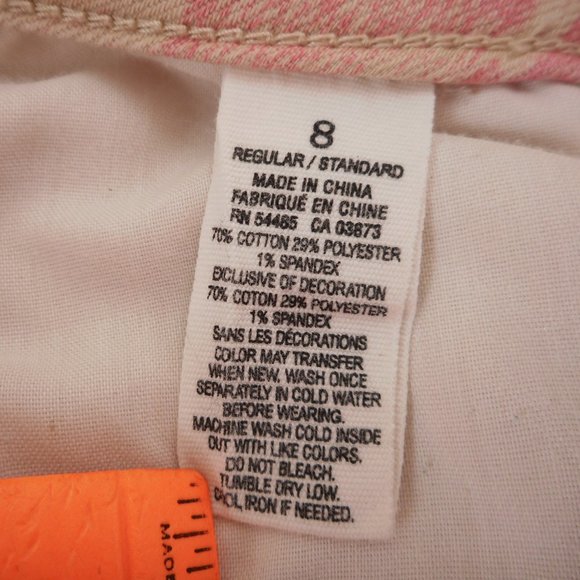 8
REGULAR / STANDARD
MADE IN CHINA
FABRIQUÉ EN CHINE
RN 54465 CA 03873
70% COTTON 29% POLYESTER
1% SPANDEX
EXCLUSIVE OF DECORATION
70% COTON 29% POLYESTER
1% SPANDEX
SANS LES DÉCORATIONS
COLOR MAY TRANSFER
WHEN NEW. WASH ONCE
SEPARATELY IN COLD WATER
BEFORE WEARING.
MACHINE WASH COLD INSIDE
OUT WITH LIKE COLORS.
DO NOT BLEACH.
TUMBLE DRY LOW.
COOL IRON IF NEEDED.
MADE